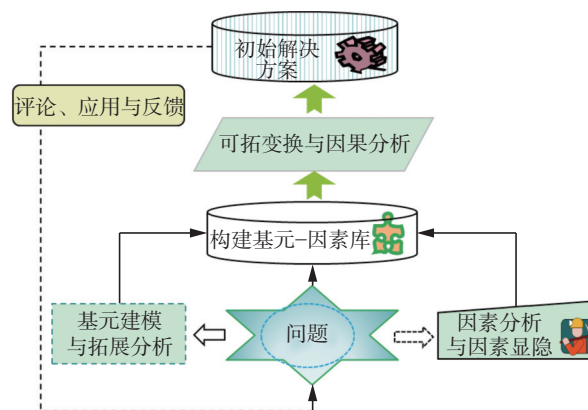 初始解决
方案
评论、应用与反馈
可拓变换与因果分析
构建基元-因素库
基元建模
与拓展分析
问题
因素分析
与因素显隐